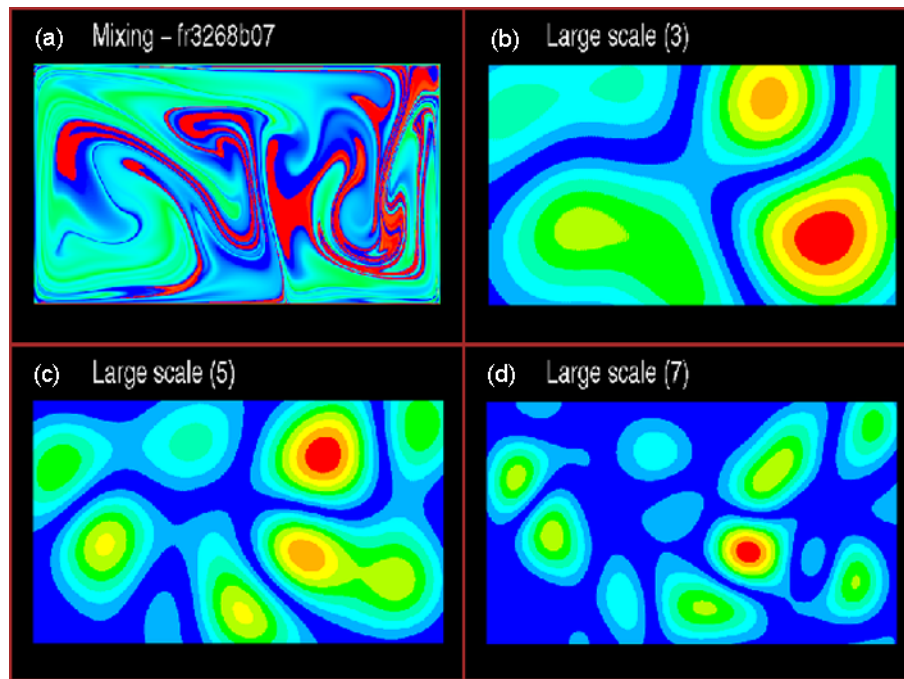 (a) Mixing – fr3268b07
(b) Large scale (3)
(c) Large scale (5)
(d) Large scale (7)